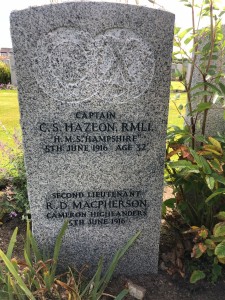 CAPTAIN
C. S. HAZEON, RMLI.
"H.M.S. HAMPSHIRE"
5TH JUNE 1916 · AGE 32
SECOND LIEUTENANT
R. D. MACPHERSON
CAMERON HIGHLANDERS
5TH JUNE 1916